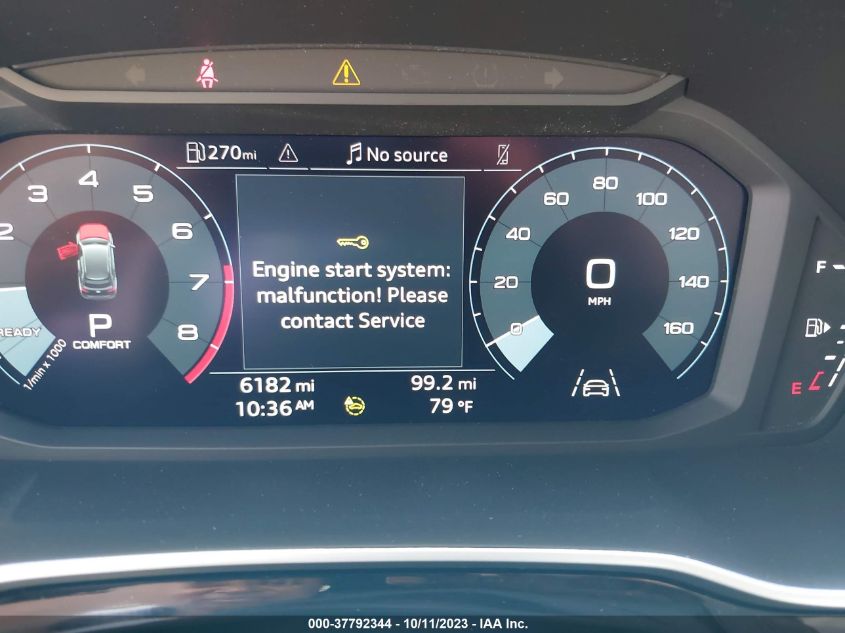 270mi
No source
2 3 4 5 6 7 8
READY
1/min x 1000
P
COMFORT
Engine start system:
malfunction! Please
contact Service
0 20 40 60 80 100 120 140 160
0
MPH
6182 mi
99.2 mi
10:36 AM
79 °F
F
E
000-37792344 - 10/11/2023 - IAA Inc.